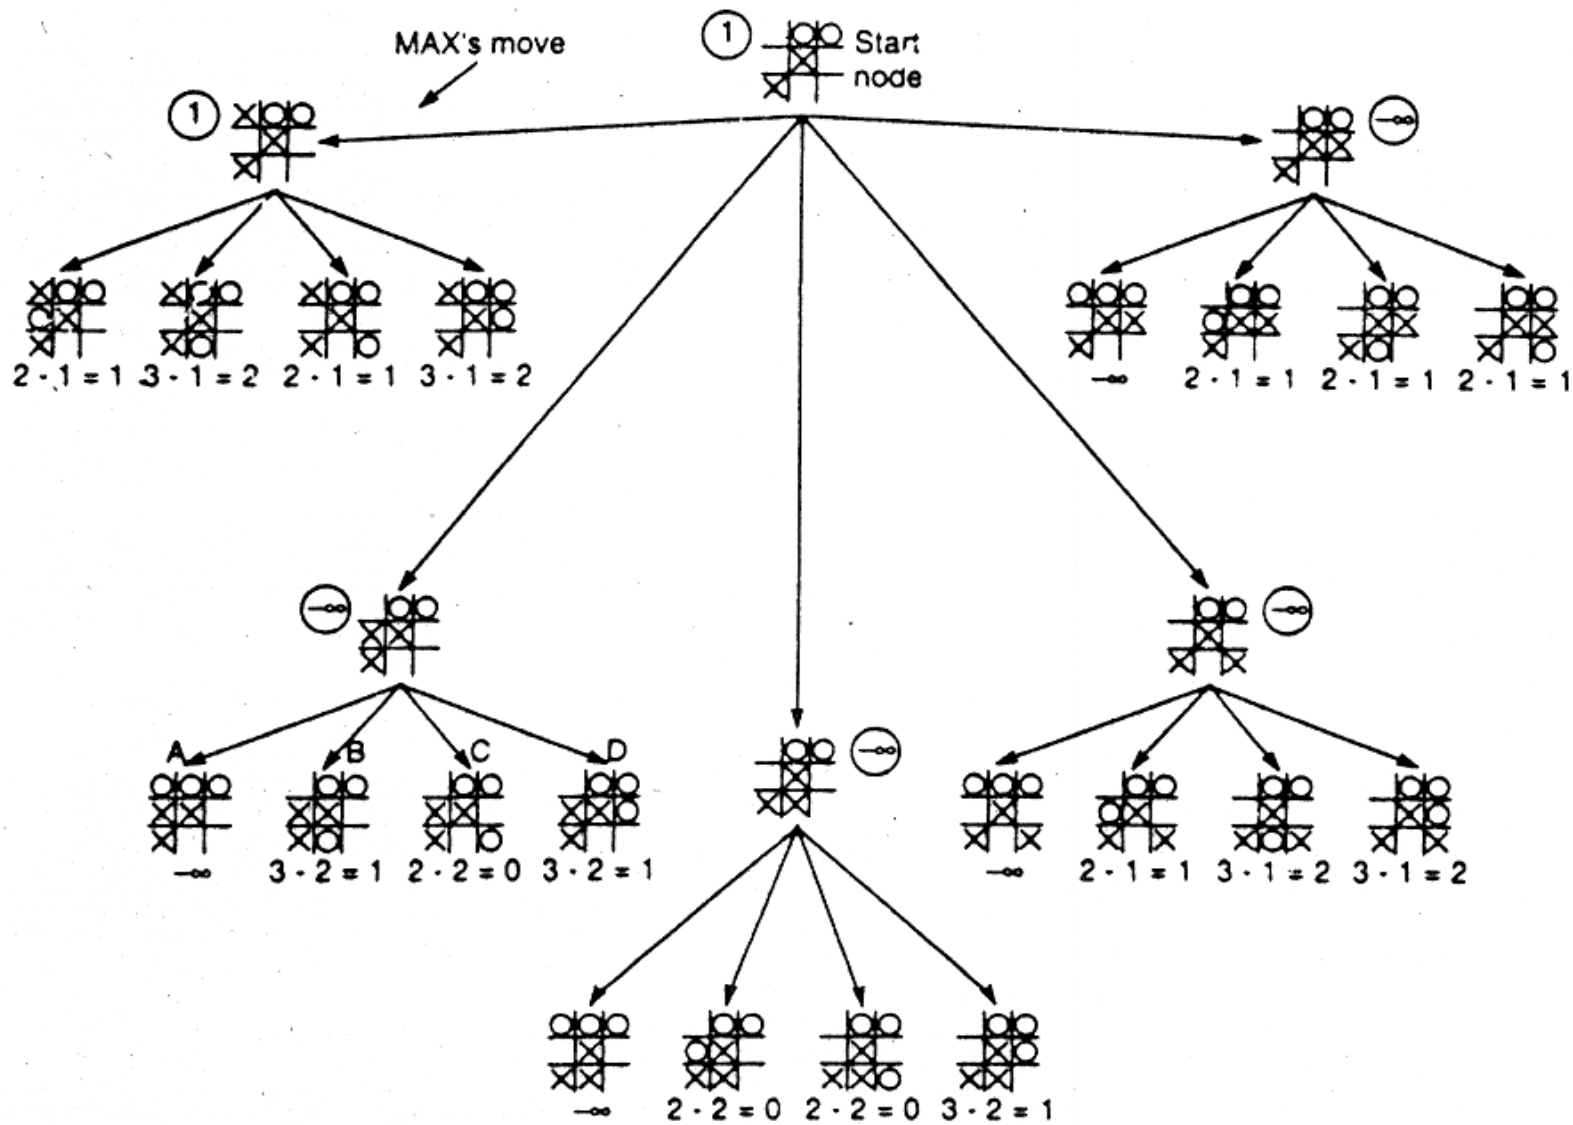 MAX's move
1
Start
node
1
-∞
2 - 1 = 1
3 - 1 = 2
2 - 1 = 1
3 - 1 = 2
-∞
2 - 1 = 1
2 - 1 = 1
2 - 1 = 1
-∞
-∞
-∞
A
B
C
D
-∞
3 - 2 = 1
2 - 2 = 0
3 - 2 = 1
-∞
2 - 1 = 1
3 - 1 = 2
3 - 1 = 2
-∞
2 - 2 = 0
2 - 2 = 0
3 - 2 = 1